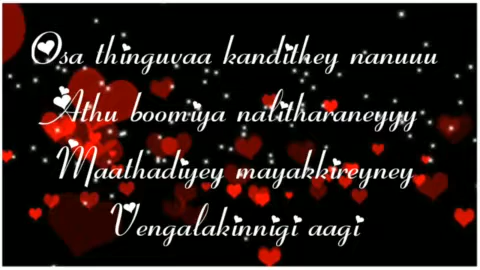 Osa thinguvaa kandithey nanuuu
Athu boomiya nalitharaneyyy
Maathadiyey mayakkireyney
Vengalakinnigi aagi